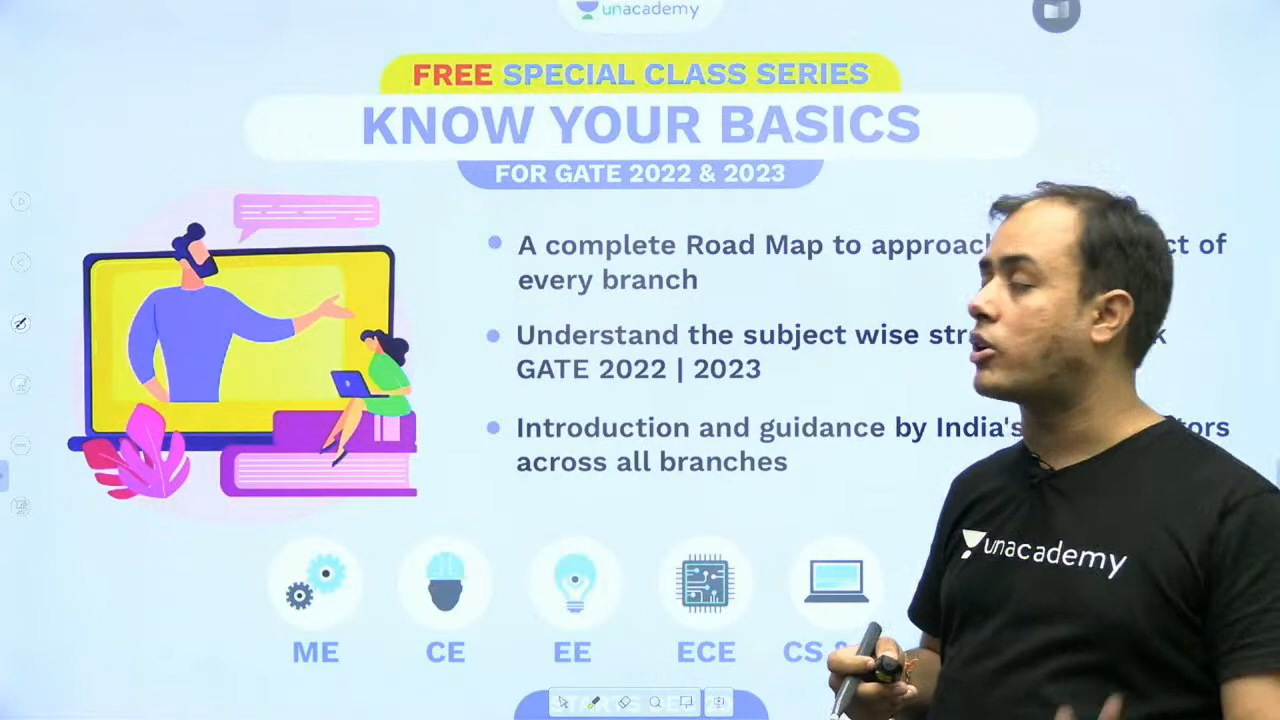 unacademy
FREE SPECIAL CLASS SERIES
KNOW YOUR BASICS
FOR GATE 2022 & 2023
A complete Road Map to approach of
every branch
Understand the subject wise
GATE 2022 | 2023
Introduction and guidance by India's
across all branches
unacademy
ME CE EE ECE CS &